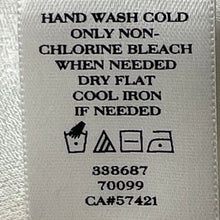 HAND WASH COLD
ONLY NON-
CHLORINE BLEACH
WHEN NEEDED
DRY FLAT
COOL IRON
IF NEEDED
338687
70099
CA#57421